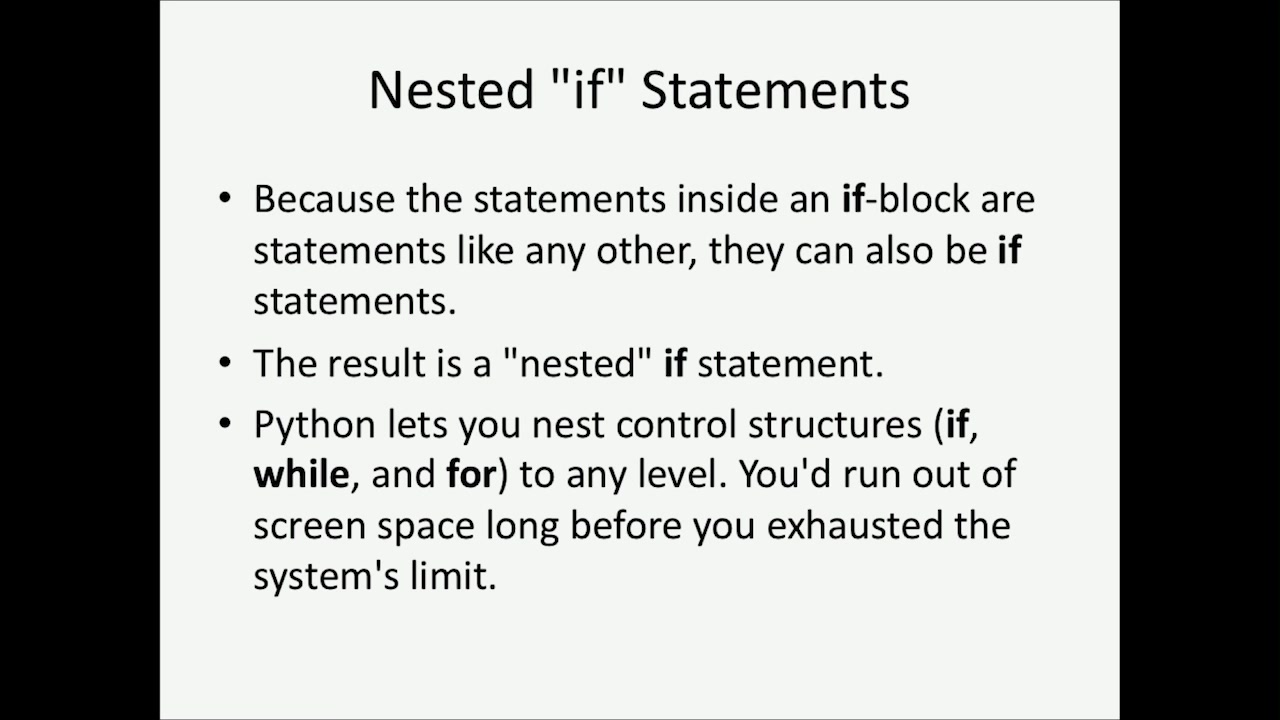 Nested "if" Statements
• Because the statements inside an if-block are
statements like any other, they can also be if
statements.
• The result is a "nested" if statement.
• Python lets you nest control structures (if,
while, and for) to any level. You'd run out of
screen space long before you exhausted the
system's limit.